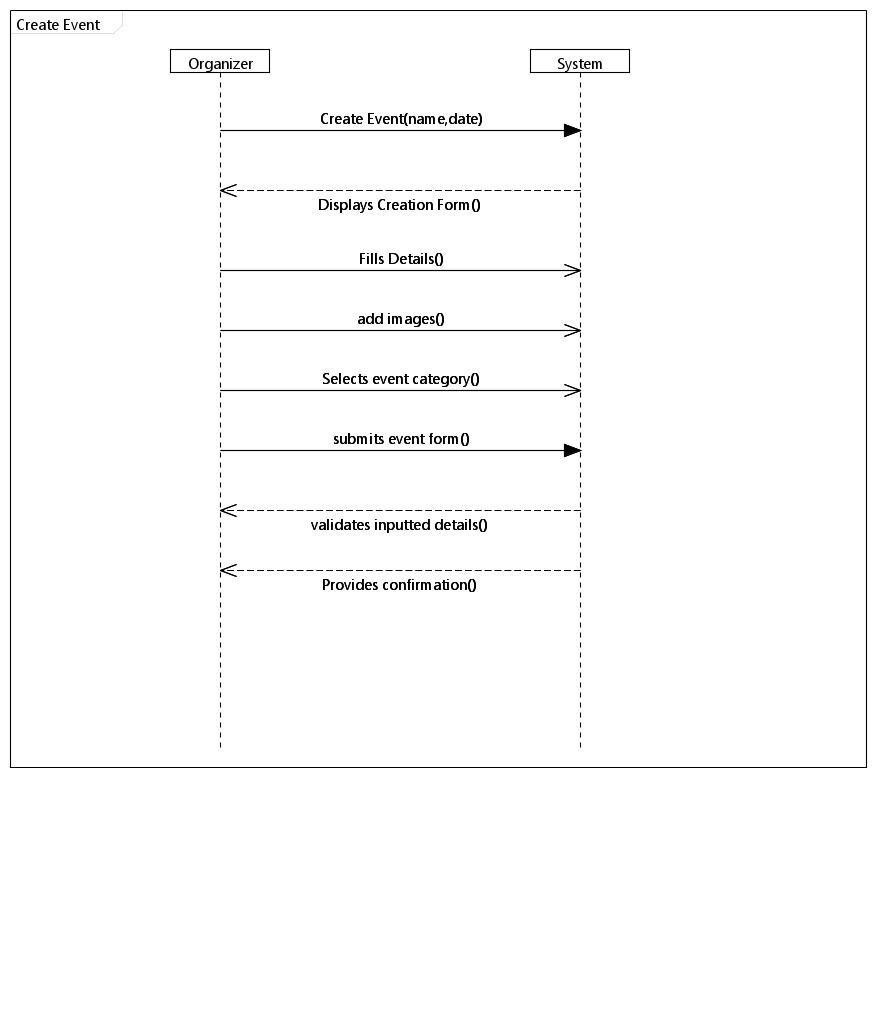 Create Event
Organizer
System
Create Event(name,date)
Displays Creation Form()
Fills Details()
add images()
Selects event category()
submits event form()
validates inputted details()
Provides confirmation()